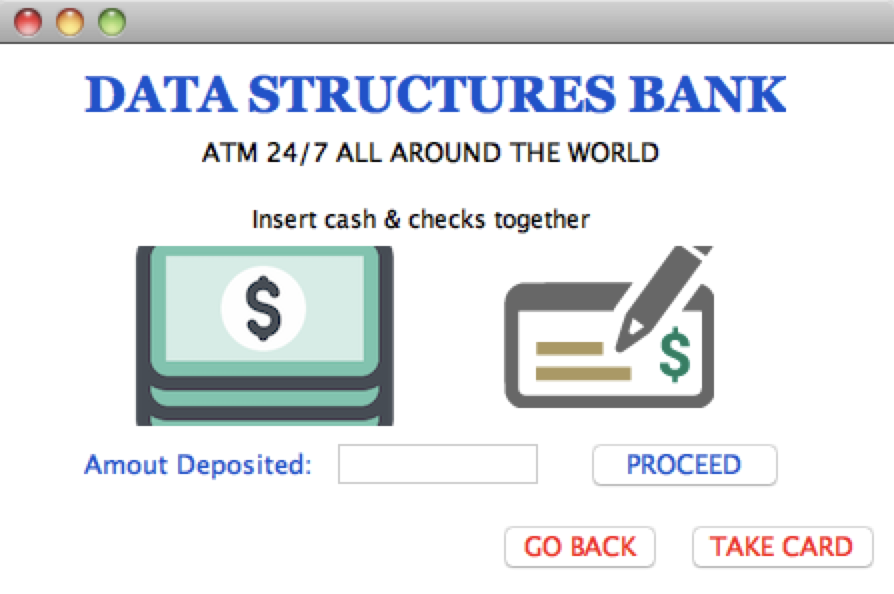 DATA STRUCTURES BANK
ATM 24/7 ALL AROUND THE WORLD
Insert cash & checks together
$
$
Amout Deposited:
PROCEED
GO BACK
TAKE CARD